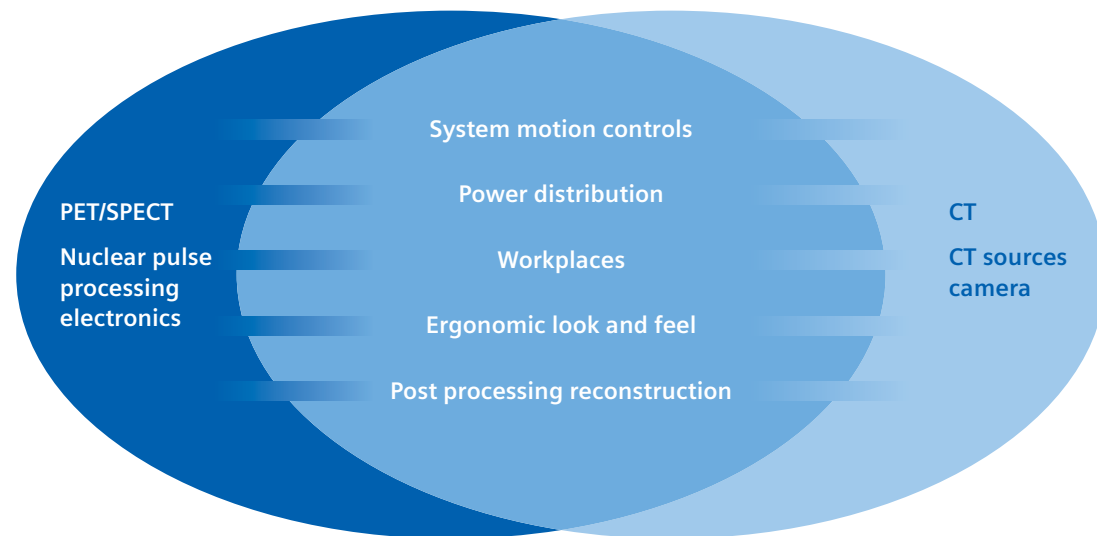 System motion controls
Power distribution
PET/SPECT
CT
Nuclear pulse
processing
electronics
Workplaces
CT sources
camera
Ergonomic look and feel
Post processing reconstruction